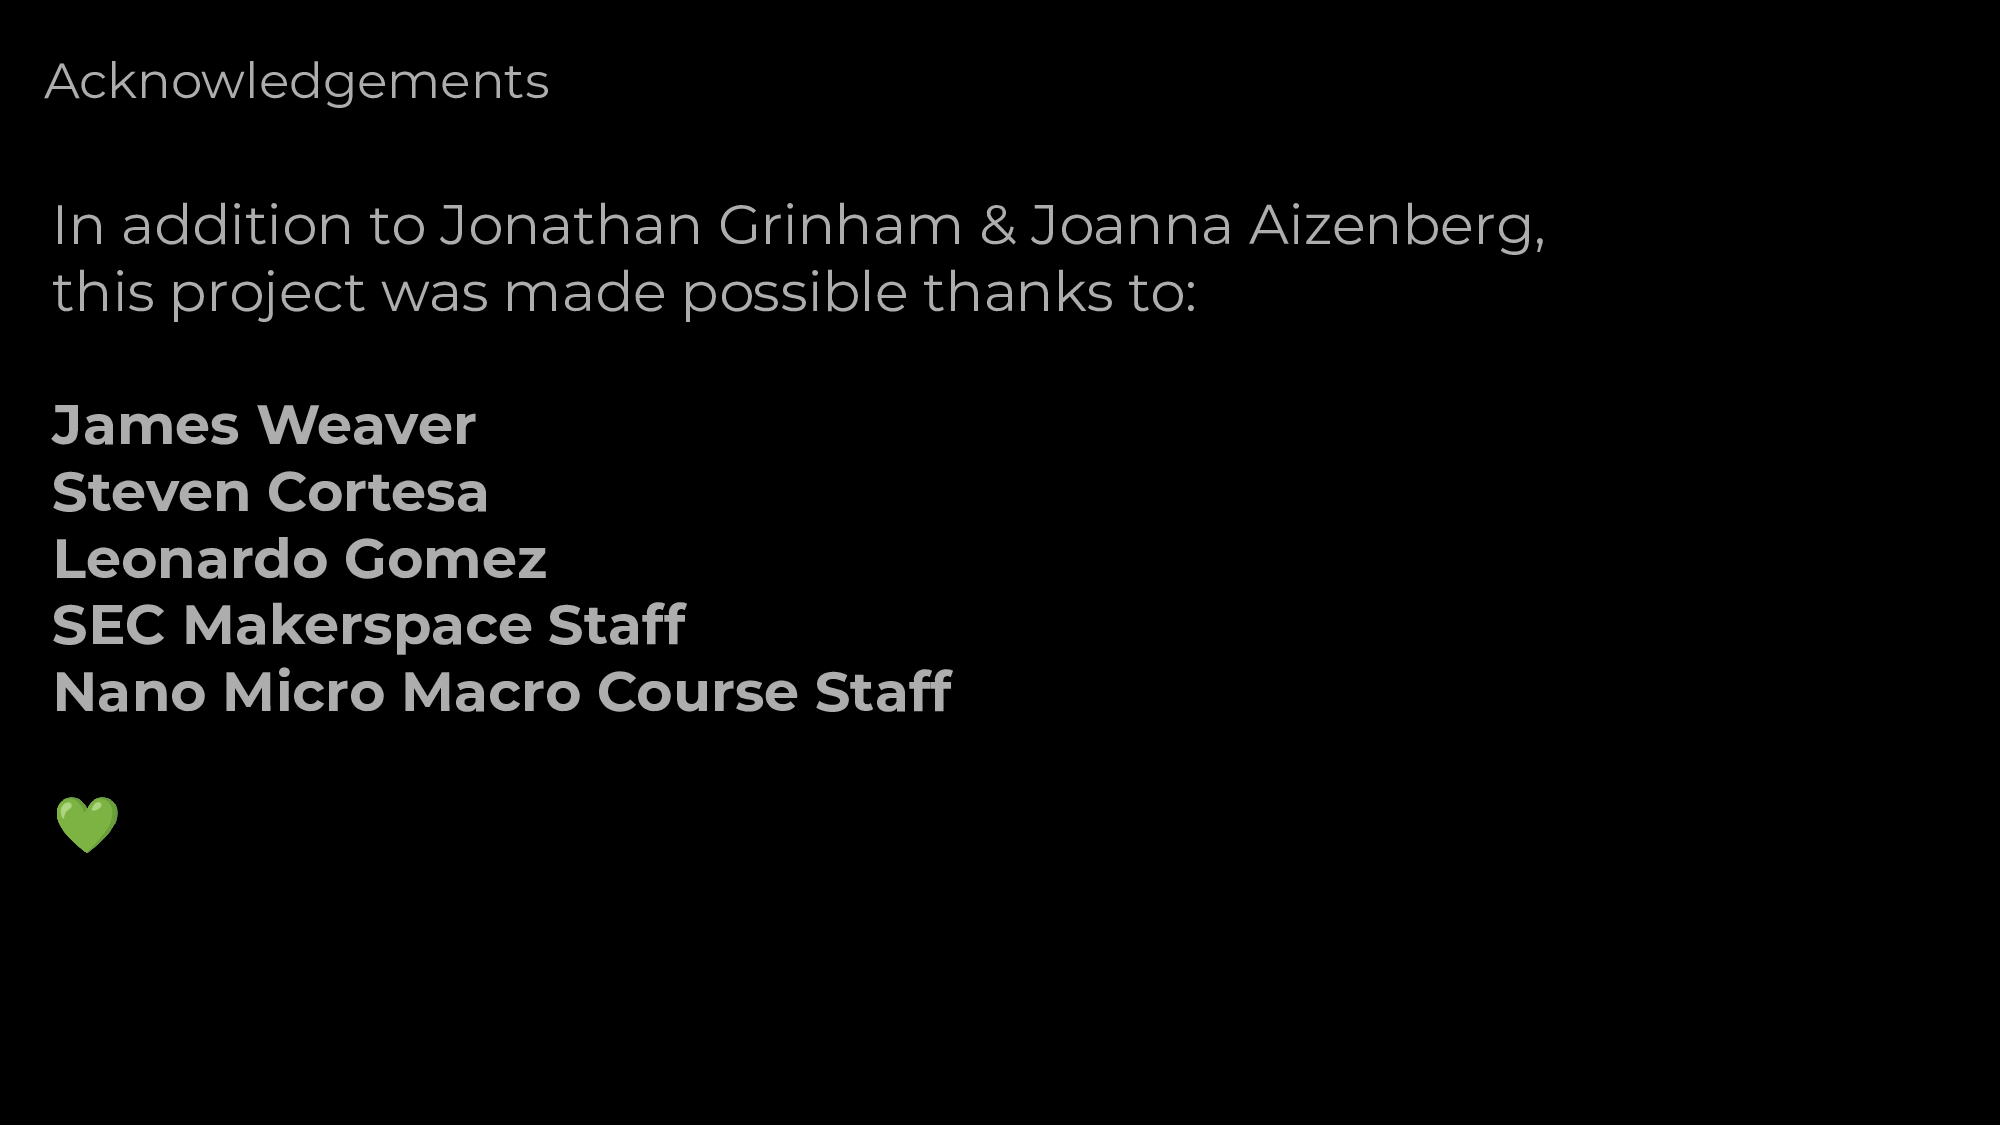 Acknowledgements
In addition to Jonathan Grinham & Joanna Aizenberg,
this project was made possible thanks to:
James Weaver
Steven Cortesa
Leonardo Gomez
SEC Makerspace Staff
Nano Micro Macro Course Staff
💚